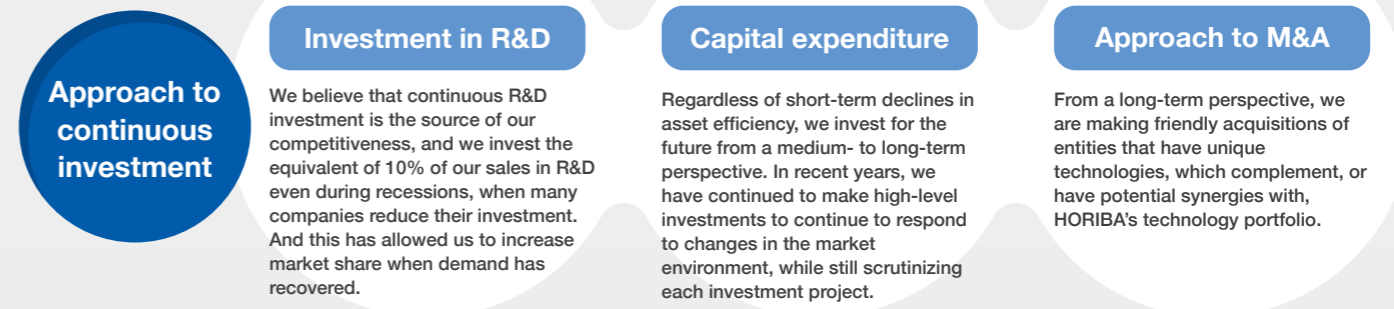 Approach to
continuous
investment
Investment in R&D
We believe that continuous R&D
investment is the source of our
competitiveness, and we invest the
equivalent of 10% of our sales in R&D
even during recessions, when many
companies reduce their investment.
And this has allowed us to increase
market share when demand has
recovered.
Capital expenditure
Regardless of short-term declines in
asset efficiency, we invest for the
future from a medium- to long-term
perspective. In recent years, we
have continued to make high-level
investments to continue to respond
to changes in the market
environment, while still scrutinizing
each investment project.
Approach to M&A
From a long-term perspective, we
are making friendly acquisitions of
entities that have unique
technologies, which complement, or
have potential synergies with,
HORIBA's technology portfolio.